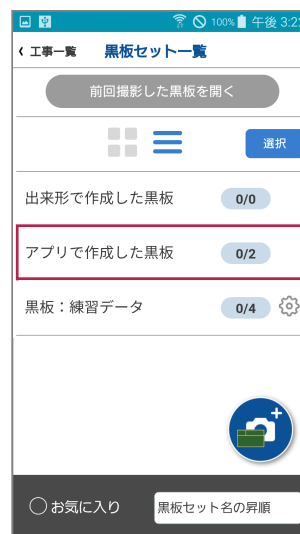 100% 午後 3:22
‹ 工事一覧 黒板セット一覧
前回撮影した黒板を開く
選択
出来形で作成した黒板 0/0
アプリで作成した黒板 0/2
黒板：練習データ 0/4
お気に入り 黒板セット名の昇順